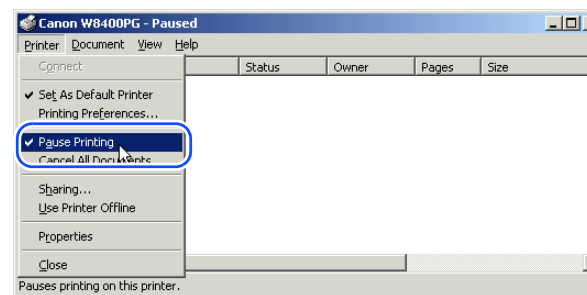 Canon W8400PG - Paused
Printer Document View Help
Connect Status Owner Pages Size
Set As Default Printer
Printing Preferences...
Pause Printing
Cancel All Documents
Sharing...
Use Printer Offline
Properties
Close
Pauses printing on this printer.